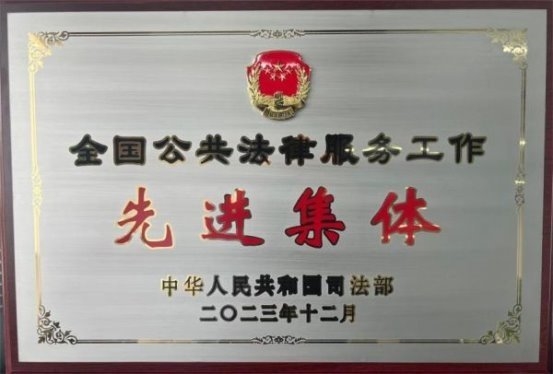 全国公共法律服务工作
先进集体
中华人民共和国司法部
二〇二三年十二月